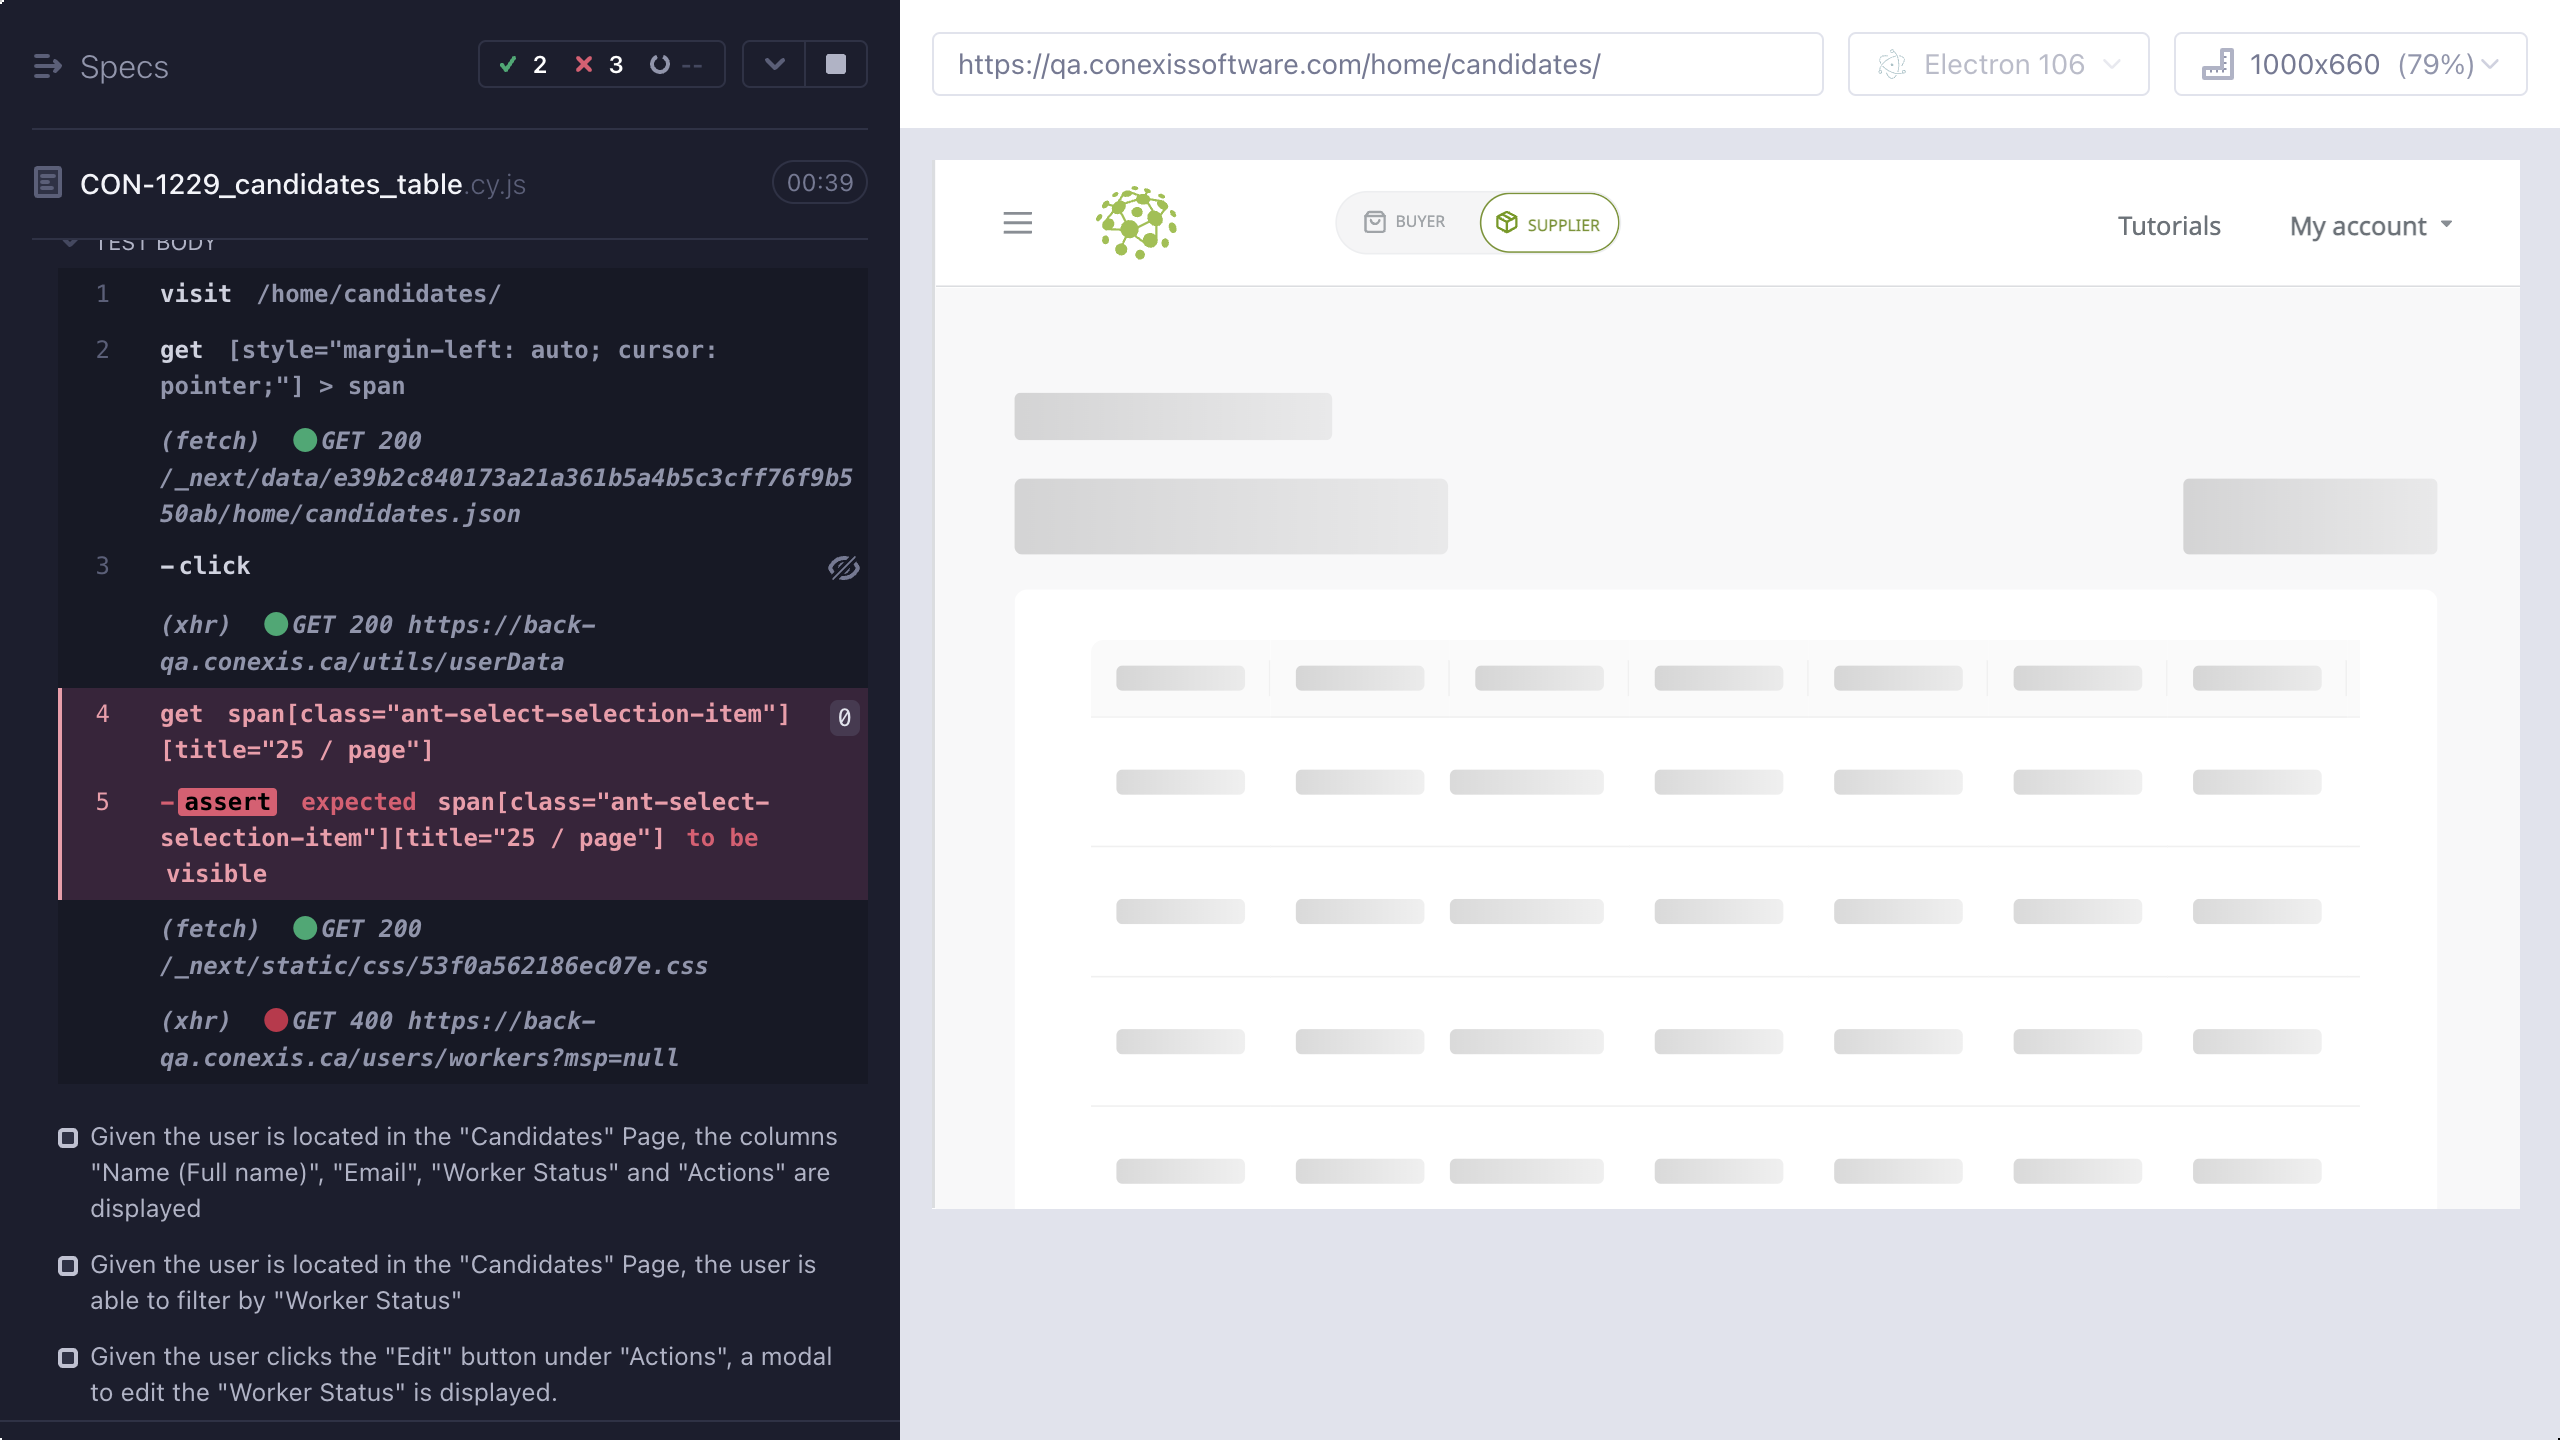 Specs
2 3 --
CON-1229_candidates_table.cy.js 00:39
TEST BODY
1 visit /home/candidates/
2 get [style="margin-left: auto; cursor:
pointer;"] > span
(fetch) GET 200
/_next/data/e39b2c840173a21a361b5a4b5c3cff76f9b5
50ab/home/candidates.json
3 -click
(xhr) GET 200 https://back-
qa.conexis.ca/utils/userData
4 get span[class="ant-select-selection-item"] 0
[title="25 / page"]
5 -assert expected span[class="ant-select-
selection-item"][title="25 / page"] to be
visible
(fetch) GET 200
/_next/static/css/53f0a562186ec07e.css
(xhr) GET 400 https://back-
qa.conexis.ca/users/workers?msp=null
Given the user is located in the "Candidates" Page, the columns
"Name (Full name)", "Email", "Worker Status" and "Actions" are
displayed
Given the user is located in the "Candidates" Page, the user is
able to filter by "Worker Status"
Given the user clicks the "Edit" button under "Actions", a modal
to edit the "Worker Status" is displayed.
https://qa.conexissoftware.com/home/candidates/
Electron 106
1000x660 (79%)
BUYER
SUPPLIER
Tutorials
My account